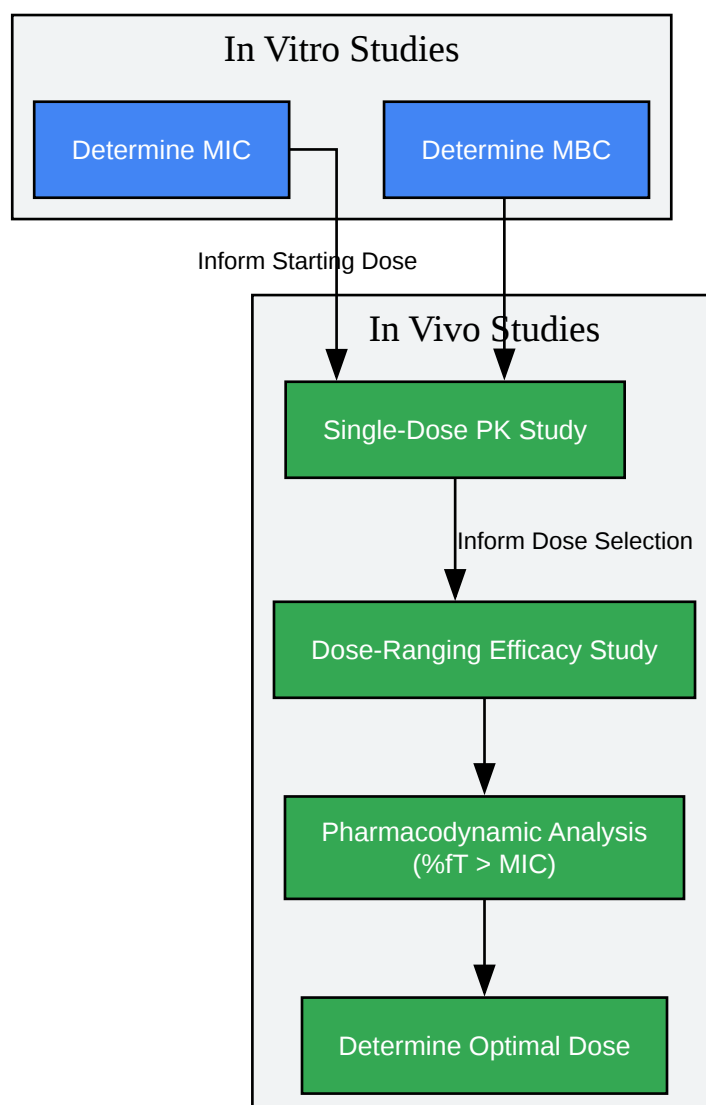 In Vitro Studies
Determine MIC
Determine MBC
Inform Starting Dose
In Vivo Studies
Single-Dose PK Study
Inform Dose Selection
Dose-Ranging Efficacy Study
Pharmacodynamic Analysis
(%fT > MIC)
Determine Optimal Dose